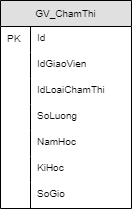 GV_ChamThi
PK Id
IdGiaoVien
IdLoaiChamThi
SoLuong
NamHoc
KiHoc
SoGio